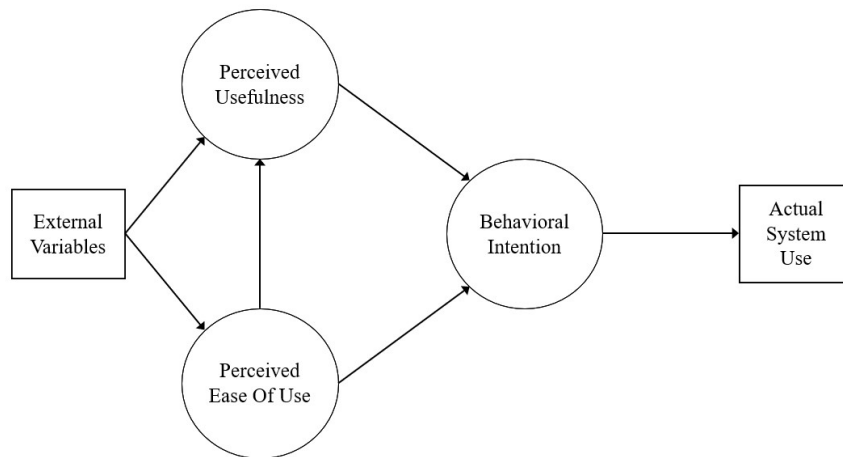 Perceived
Usefulness
External
Variables
Behavioral
Intention
Actual
System
Use
Perceived
Ease Of Use